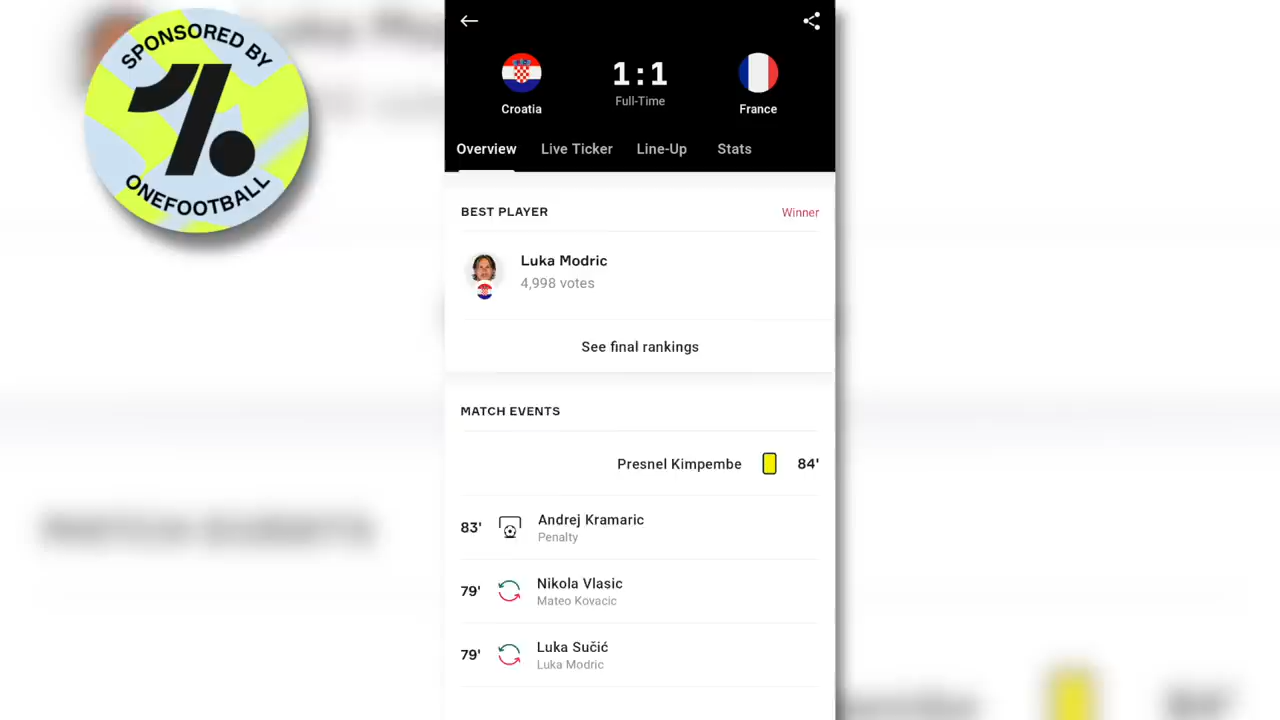 SPONSORED BY
ONEFOOTBALL
1:1
Full-Time
Croatia
France
Overview
Live Ticker
Line-Up
Stats
BEST PLAYER
Winner
Luka Modric
4,998 votes
See final rankings
MATCH EVENTS
Presnel Kimpembe
84'
83'
Andrej Kramaric
Penalty
79'
Nikola Vlasic
Mateo Kovacic
79'
Luka Sučić
Luka Modric